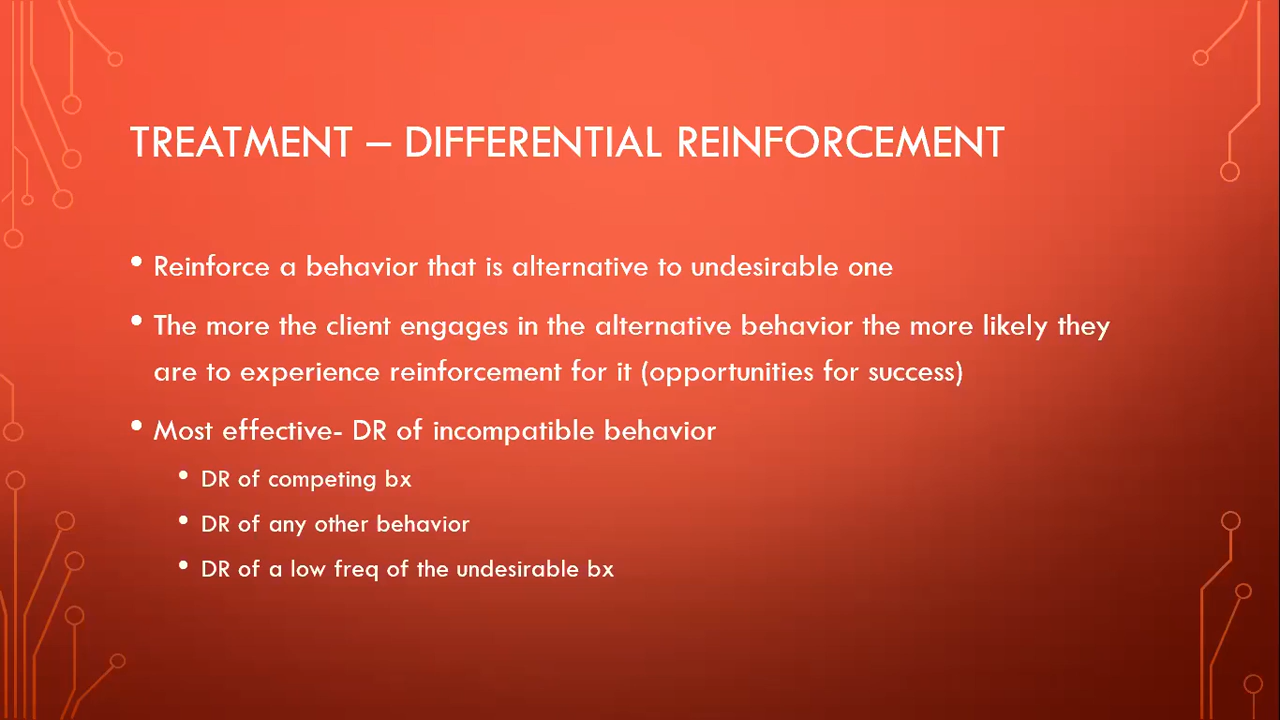 TREATMENT – DIFFERENTIAL REINFORCEMENT
• Reinforce a behavior that is alternative to undesirable one
• The more the client engages in the alternative behavior the more likely they
are to experience reinforcement for it (opportunities for success)
• Most effective- DR of incompatible behavior
• DR of competing bx
• DR of any other behavior
• DR of a low freq of the undesirable bx